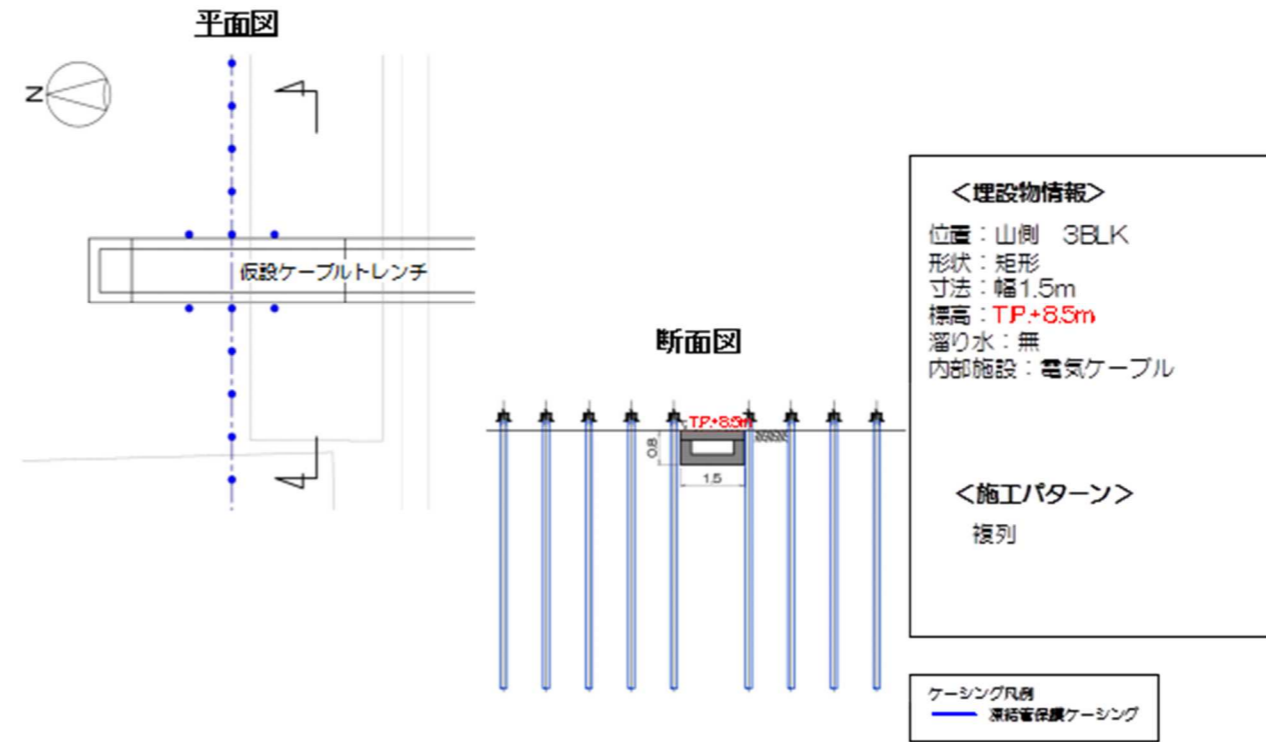 平面図
N
仮設ケーブルトレンチ
断面図
T.P.+8.5m
0.8
1.5
＜埋設物情報＞
位置：山側　3BLK
形状：矩形
寸法：幅1.5m
標高：T.P.+8.5m
溜り水：無
内部施設：電気ケーブル
＜施工パターン＞
複列
ケーシング凡例
凍結管保護ケーシング